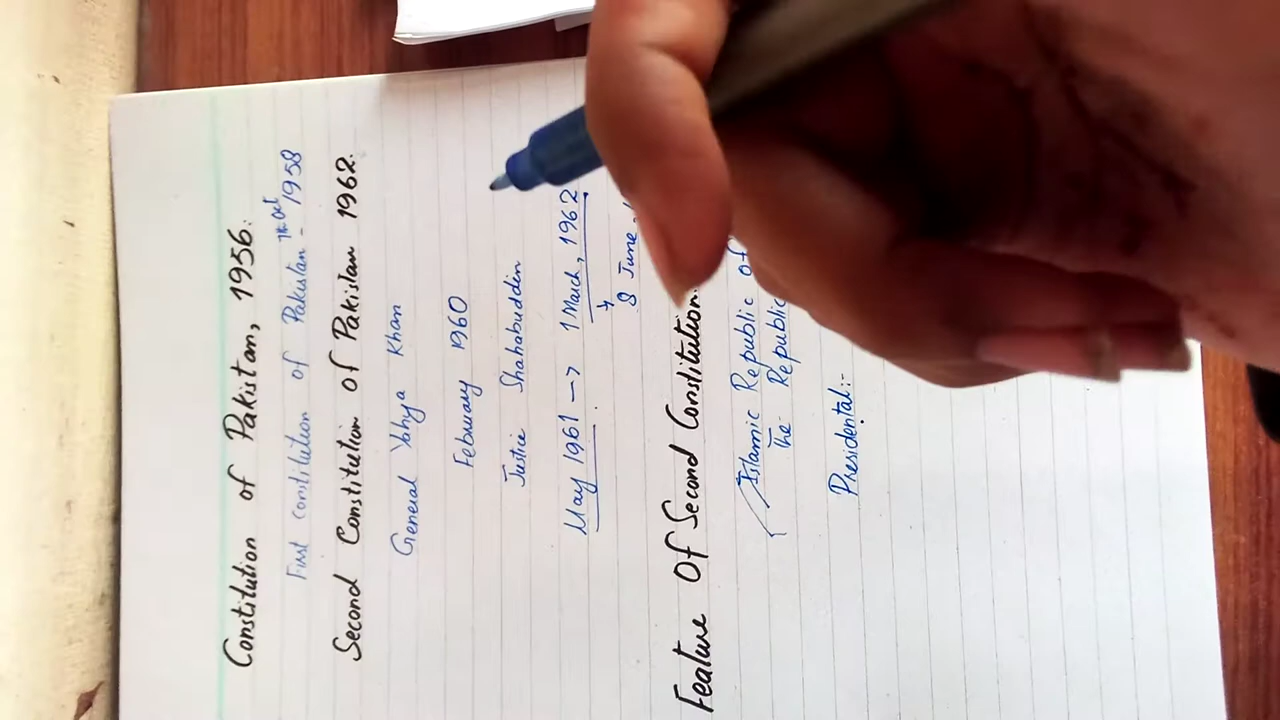 Constitution of Pakistan, 1956:
First constitution of Pakistan - 7th Oct 1958
Second Constitution of Pakistan 1962.
General Yahya Khan
February 1960
Justice Shahabuddin
May 1961 -> 1 March, 1962
↳ 8 June
Feature Of Second Constitution.
Islamic Republic of
The Republic
Presidental:-